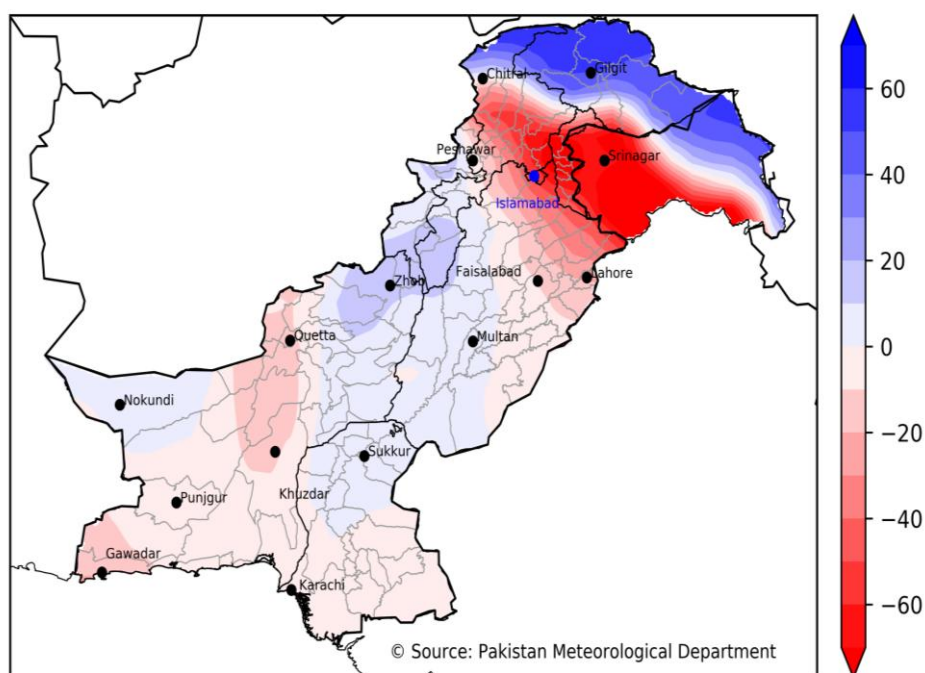 60
Chitral
Gilgit
40
Peshawar
Srinagar
Islamabad
20
Faisalabad
Lahore
Zhob
0
Quetta
Multan
Nokundi
−20
Sukkur
Punjgur
Khuzdar
−40
Gawadar
Karachi
−60
© Source: Pakistan Meteorological Department